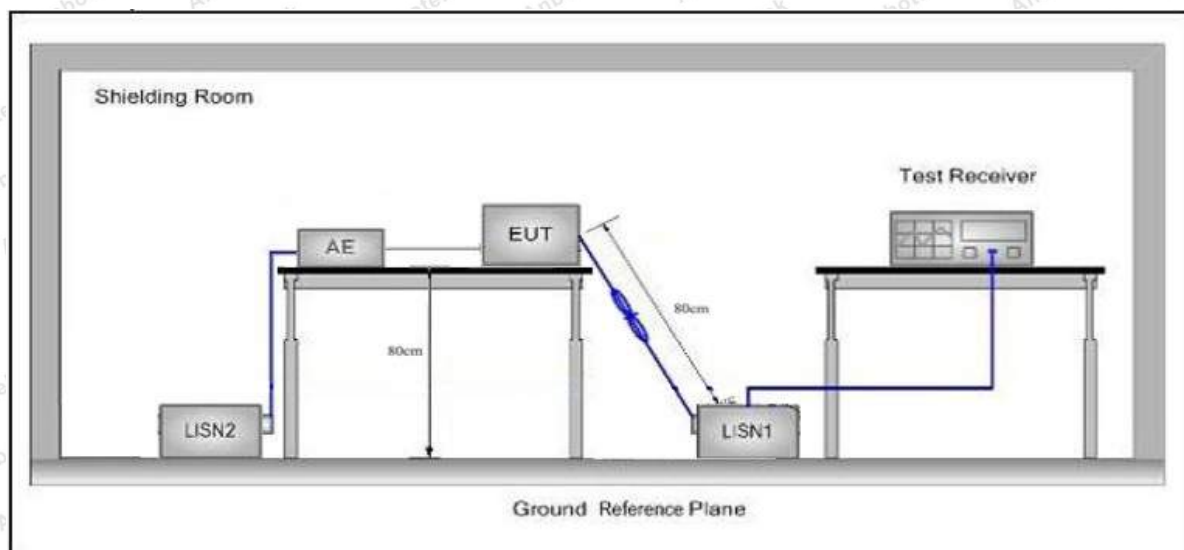 Shielding Room
Test Receiver
AE
EUT
80cm
80cm
LISN2
LISN1
Ground Reference Plane